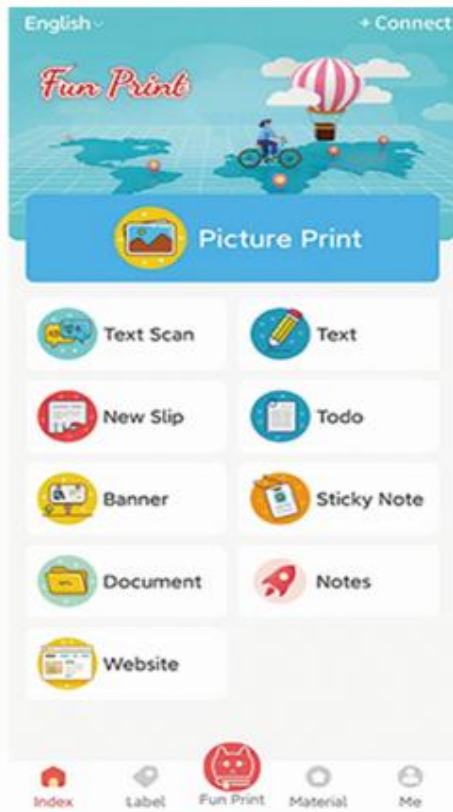 English
+ Connect
Fun Print
Picture Print
Text Scan
Text
New Slip
Todo
Banner
Sticky Note
Document
Notes
Website
Index
Label
Fun Print
Material
Me